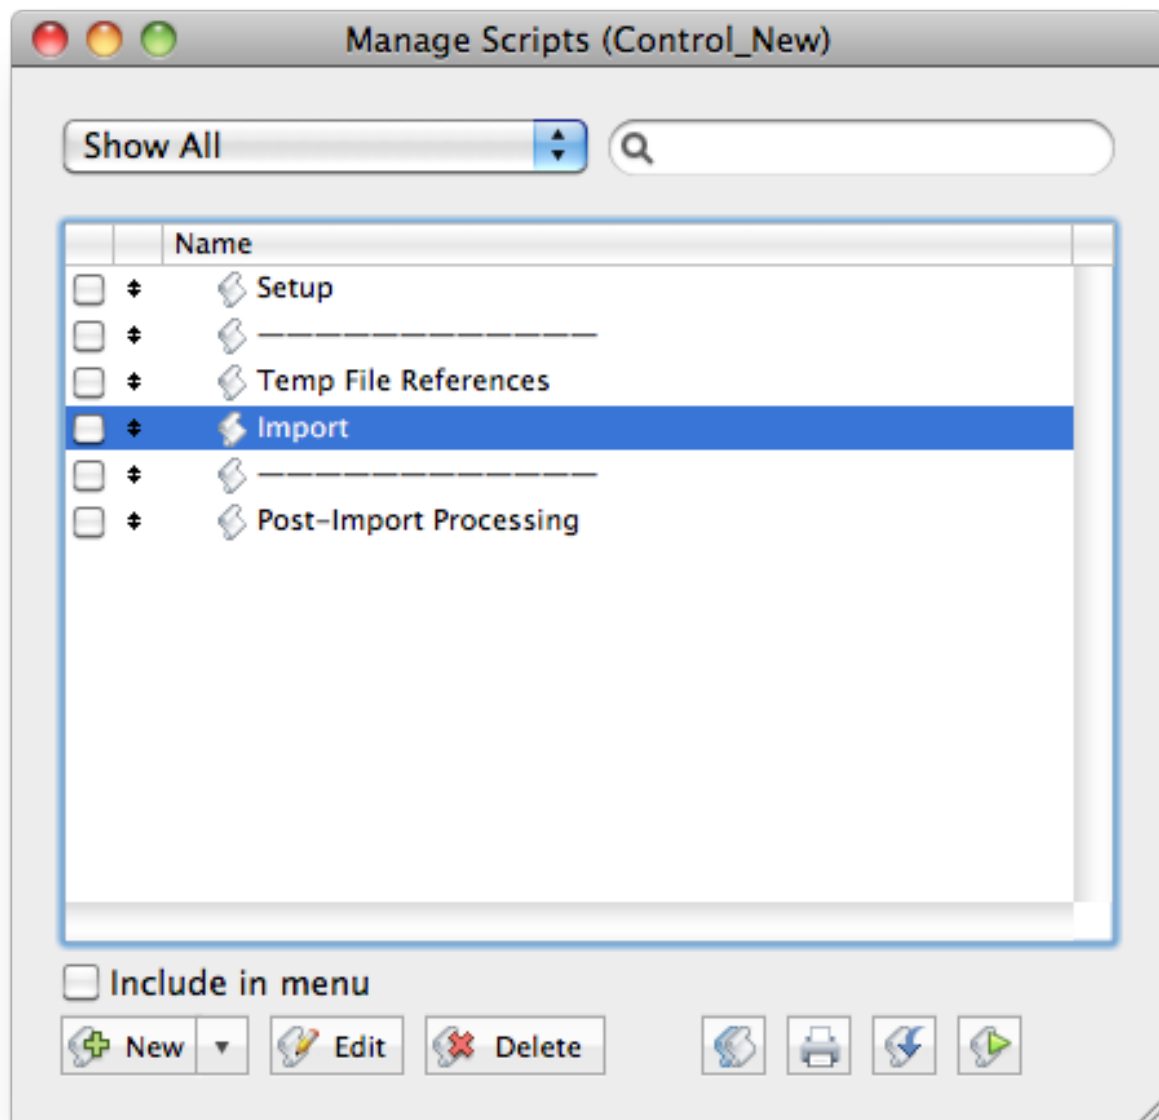 Manage Scripts (Control_New)
Show All
Name
Setup
————————————
Temp File References
Import
————————————
Post-Import Processing
Include in menu
New Edit Delete